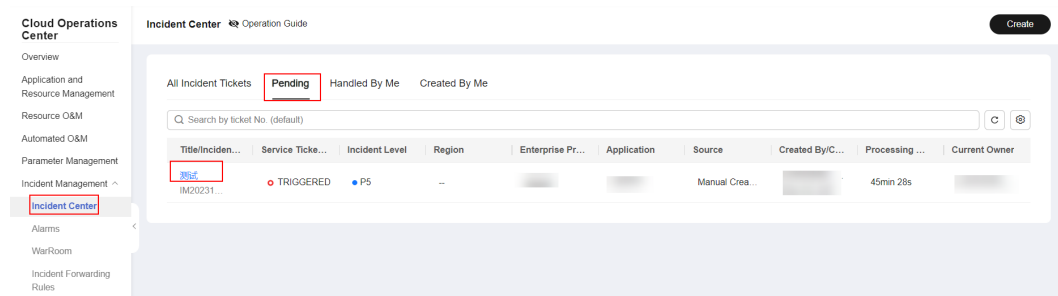 Cloud Operations
Center
Incident Center Operation Guide
Create
Overview
Application and
Resource Management
Resource O&M
Automated O&M
Parameter Management
Incident Management
Incident Center
Alarms
WarRoom
Incident Forwarding
Rules
All Incident Tickets Pending Handled By Me Created By Me
Search by ticket No. (default)
Title/Inciden... Service Ticke... Incident Level Region Enterprise Pr... Application Source Created By/C... Processing ... Current Owner
测试
IM20231...
TRIGGERED P5 -- Manual Crea... 45min 28s